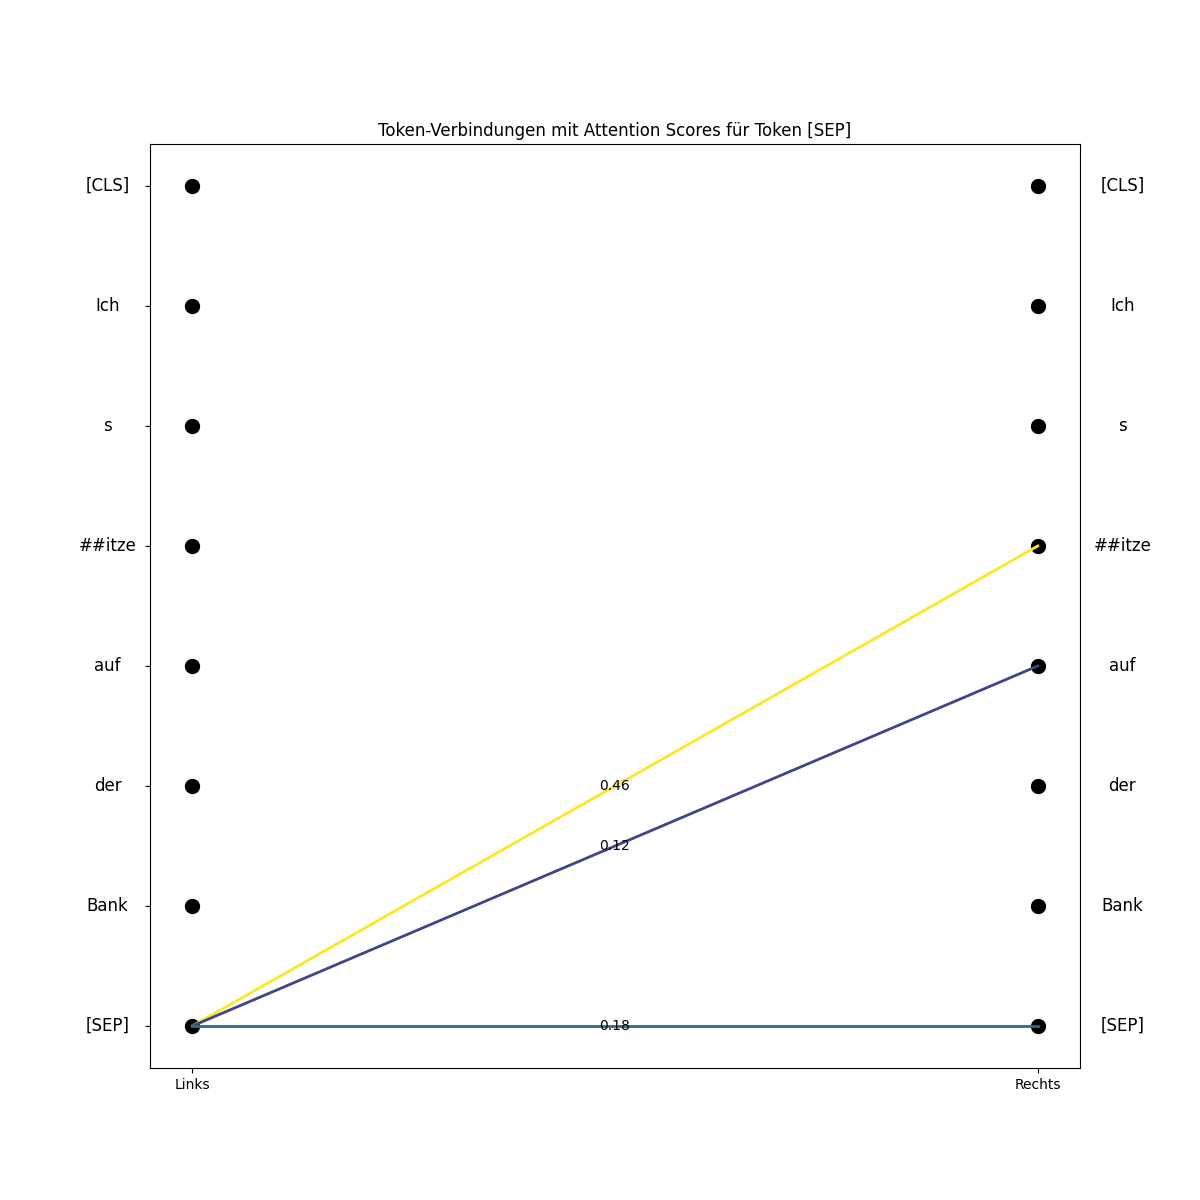 Token-Verbindungen mit Attention Scores für Token [SEP]
[CLS] [CLS]
Ich Ich
s s
##itze ##itze
auf auf
der 0.46 der
0.12
Bank Bank
[SEP] 0.18 [SEP]
Links Rechts